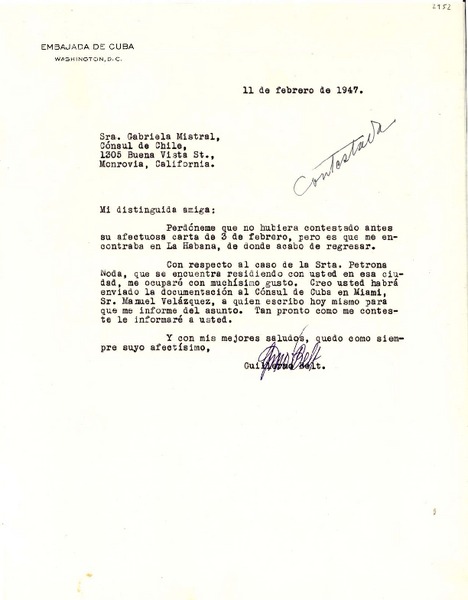 2952
EMBAJADA DE CUBA
WASHINGTON, D.C.
11 de febrero de 1947.
Sra. Gabriela Mistral,
Cónsul de Chile,
1305 Buena Vista St.,
Monrovia, California.
Contestada
Mi distinguida amiga:
Perdóneme que no hubiera contestado antes
su afectuosa carta de 3 de febrero, pero es que me en-
contraba en La Habana, de donde acabo de regresar.
Con respecto al caso de la Srta. Petrona
Noda, que se encuentra residiendo con usted en esa ciu-
dad, me ocuparé con muchísimo gusto. Creo usted habrá
enviado la documentación al Cónsul de Cuba en Miami,
Sr. Manuel Velázquez, a quien escribo hoy mismo para
que me informe del asunto. Tan pronto como me contes-
te le informaré a usted.
Y con mis mejores saludos, quedo como siem-
pre suyo afectísimo,
Guillermo Belt.